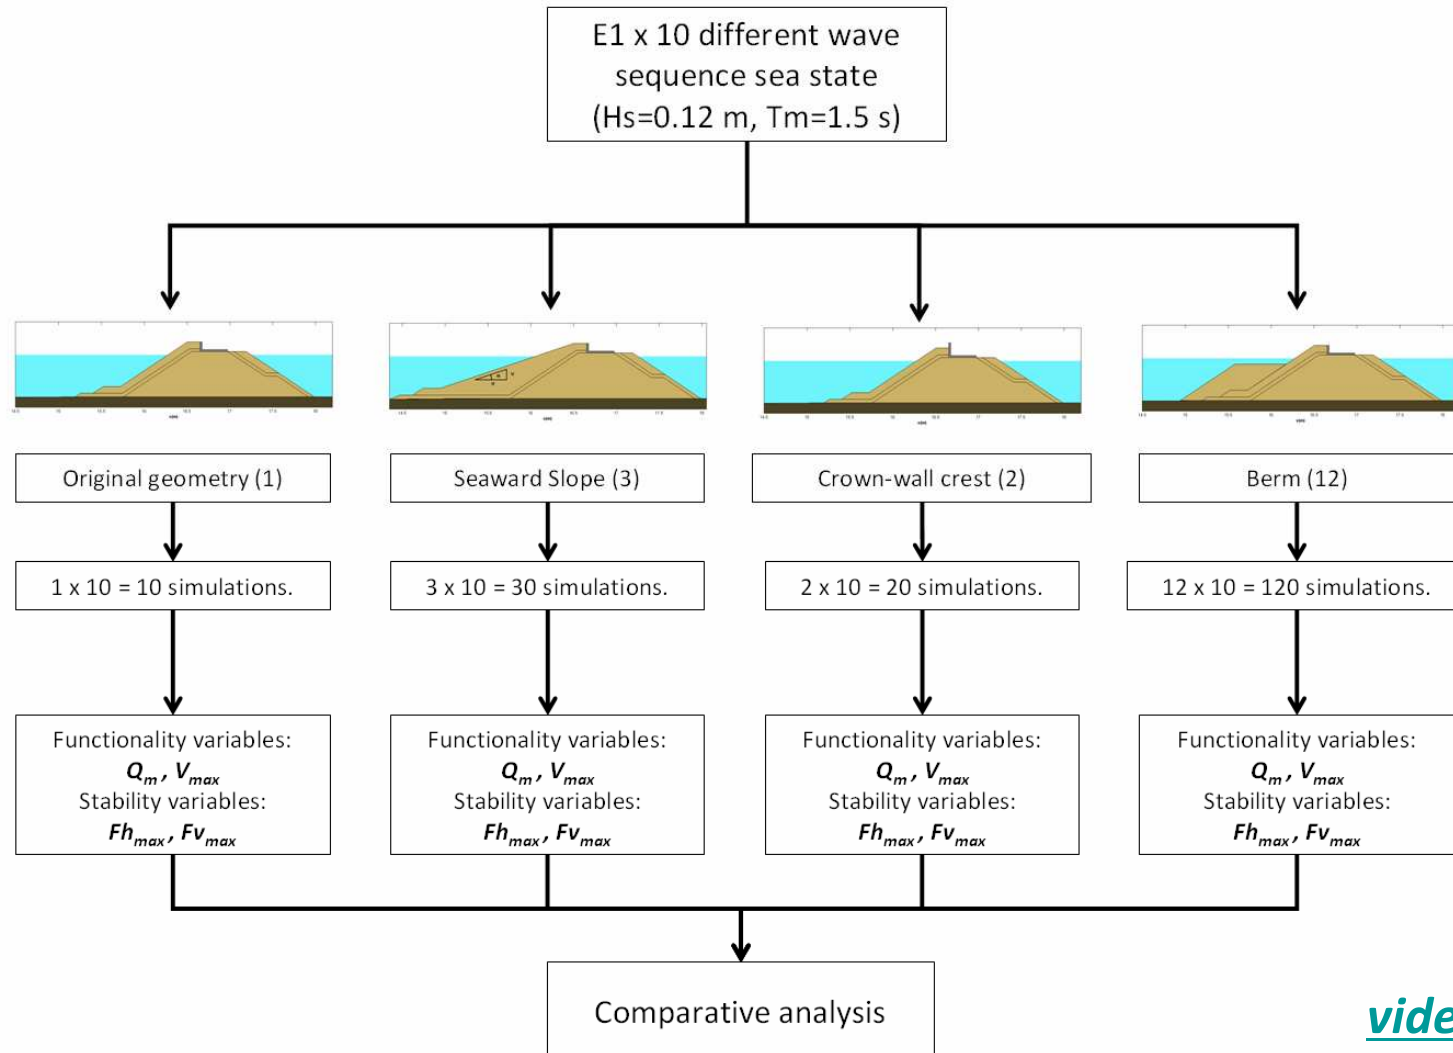 E1 x 10 different wave
sequence sea state
(Hs=0.12 m, Tm=1.5 s)
Original geometry (1)
Seaward Slope (3)
Crown-wall crest (2)
Berm (12)
1 x 10 = 10 simulations.
3 x 10 = 30 simulations.
2 x 10 = 20 simulations.
12 x 10 = 120 simulations.
Functionality variables:
Qm , Vmax
Stability variables:
Fhmax , Fvmax
Functionality variables:
Qm , Vmax
Stability variables:
Fhmax , Fvmax
Functionality variables:
Qm , Vmax
Stability variables:
Fhmax , Fvmax
Functionality variables:
Qm , Vmax
Stability variables:
Fhmax , Fvmax
Comparative analysis
vide